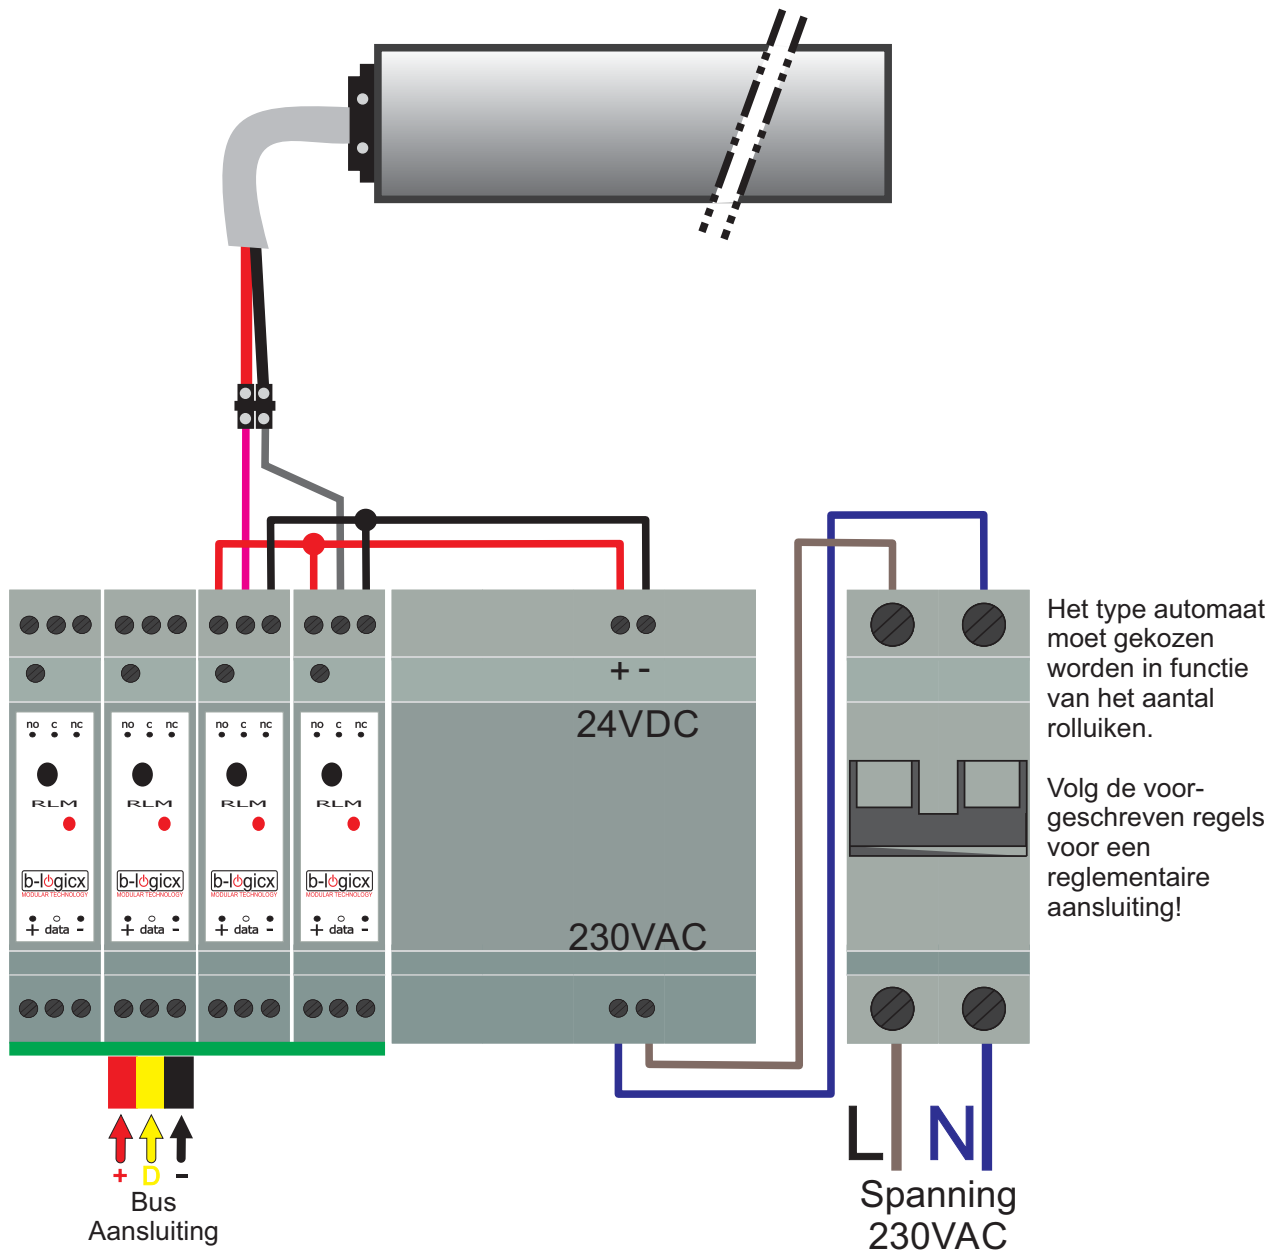 + -
24VDC
230VAC
no c nc
RLM
b-logicx
MODULAR TECHNOLOGY
+ data -
no c nc
RLM
b-logicx
MODULAR TECHNOLOGY
+ data -
no c nc
RLM
b-logicx
MODULAR TECHNOLOGY
+ data -
no c nc
RLM
b-logicx
MODULAR TECHNOLOGY
+ data -
+ D -
Bus
Aansluiting
Het type automaat
moet gekozen
worden in functie
van het aantal
rolluiken.
Volg de voor-
geschreven regels
voor een
reglementaire
aansluiting!
L N
Spanning
230VAC